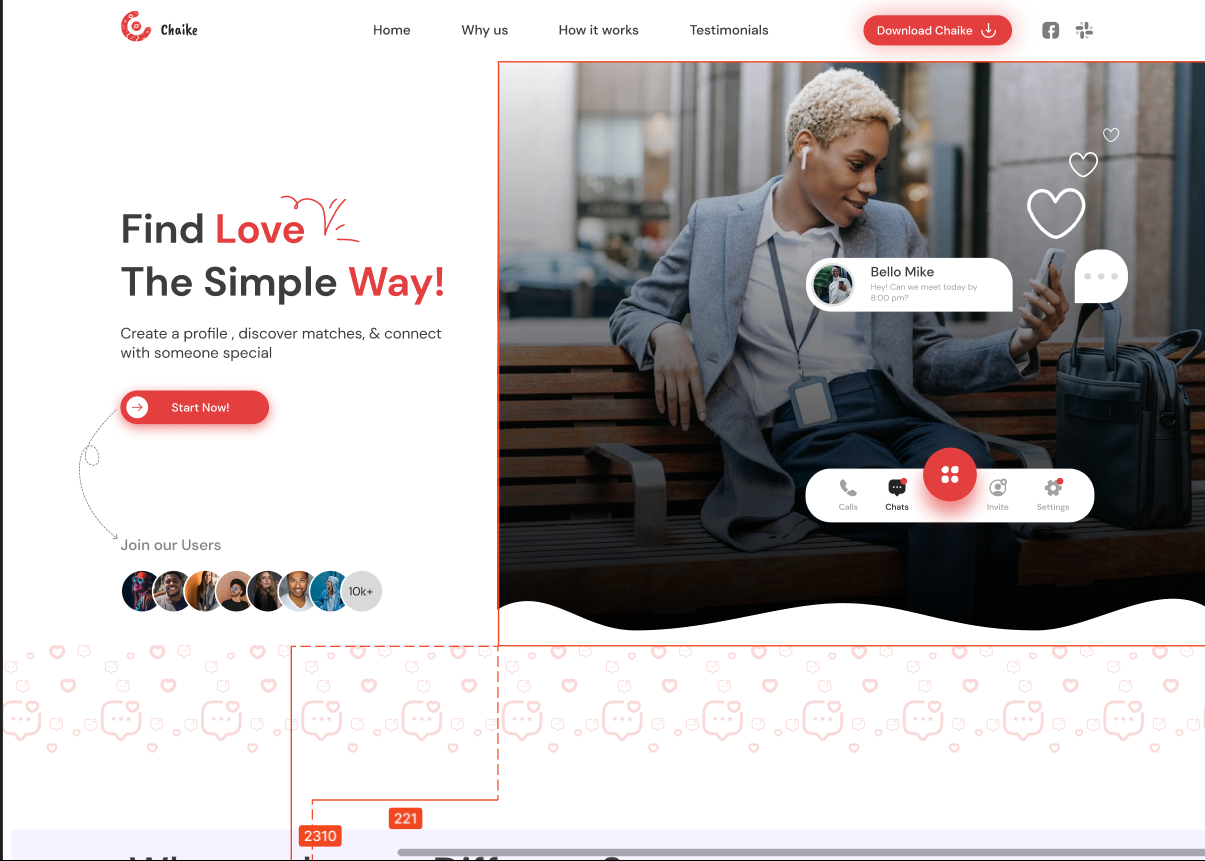 Chaike
Home
Why us
How it works
Testimonials
Download Chaike
Find Love
The Simple Way!
Create a profile , discover matches, & connect
with someone special
Start Now!
Join our Users
10k+
Bello Mike
Hey! Can we meet today by
8:00 pm?
Calls
Chats
Invite
Settings
221
2310